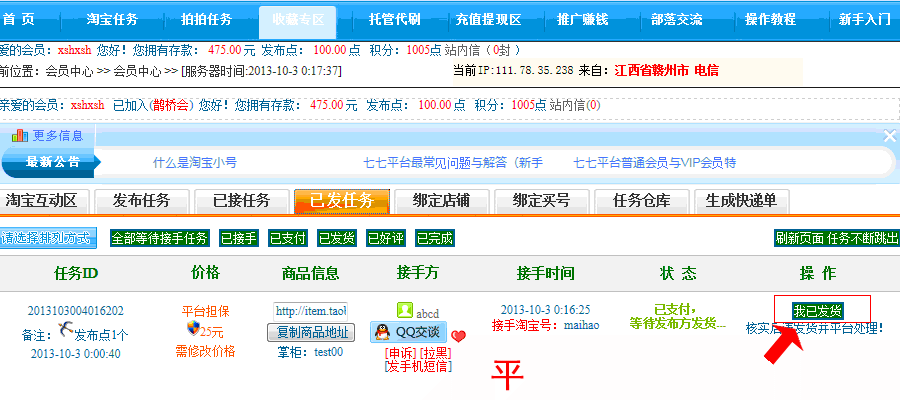 首 页 淘宝任务 拍拍任务 收藏专区 托管代刷 充值提现区 推广赚钱 部落交流 操作教程 新手入门
爱的会员：xshxsh 您好！您拥有存款：475.00元 发布点：100.00点 积分：1005点 站内信（0封）
前位置：会员中心 >> 会员中心 >> [服务器时间:2013-10-3 0:17:37] 当前IP:111.78.35.238 来自：江西省赣州市 电信
亲爱的会员：xshxsh 已加入(鹊桥会) 您好！您拥有存款：475.00元 发布点：100.00点 积分：1005点 站内信(0)
更多信息
最新公告 什么是淘宝小号 七七平台最常见问题与解答（新手 七七平台普通会员与VIP会员特
淘宝互动区 发布任务 已接任务 已发任务 绑定店铺 绑定买号 任务仓库 生成快递单
请选择排列方式 全部等待接手任务 已接手 已支付 已发货 已好评 已完成 刷新页面 任务不断跳出
任务ID 价格 商品信息 接手方 接手时间 状 态 操 作
2013103004016202 平台担保 http://item.taol abcd 2013-10-3 0:16:25 已支付， 我已发货
备注： 发布点1个 25元 复制商品地址 QQ交谈 接手淘宝号：maihao 等待发布方发货... 核实后 发货并平台处理！
2013-10-3 0:00:40 需修改价格 掌柜：test00 [申诉] [拉黑]
[发手机短信]
平